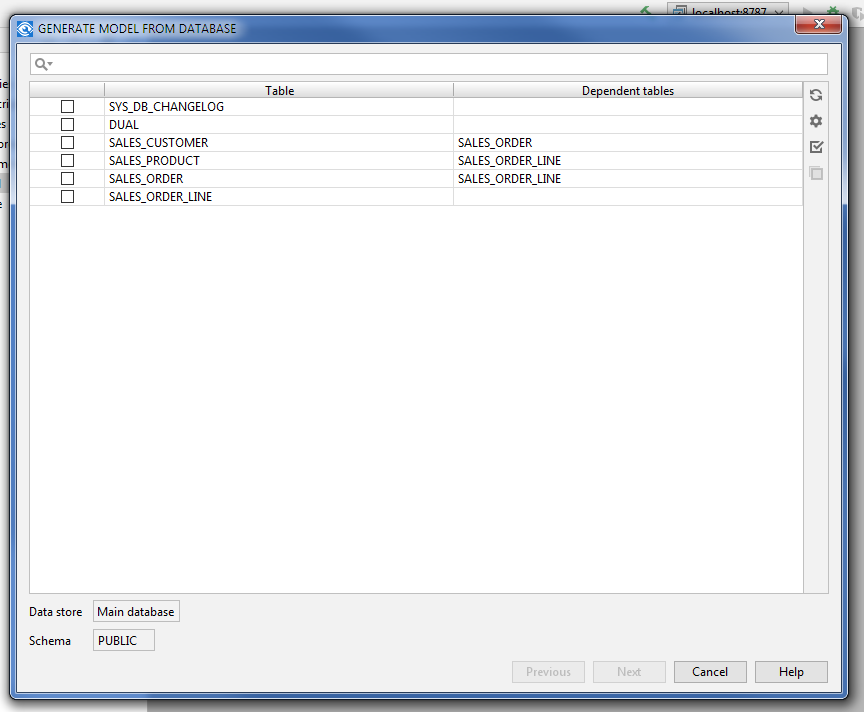 localhost:8787
GENERATE MODEL FROM DATABASE
Table Dependent tables
SYS_DB_CHANGELOG
DUAL
SALES_CUSTOMER SALES_ORDER
SALES_PRODUCT SALES_ORDER_LINE
SALES_ORDER SALES_ORDER_LINE
SALES_ORDER_LINE
Data store Main database
Schema PUBLIC
Previous Next Cancel Help